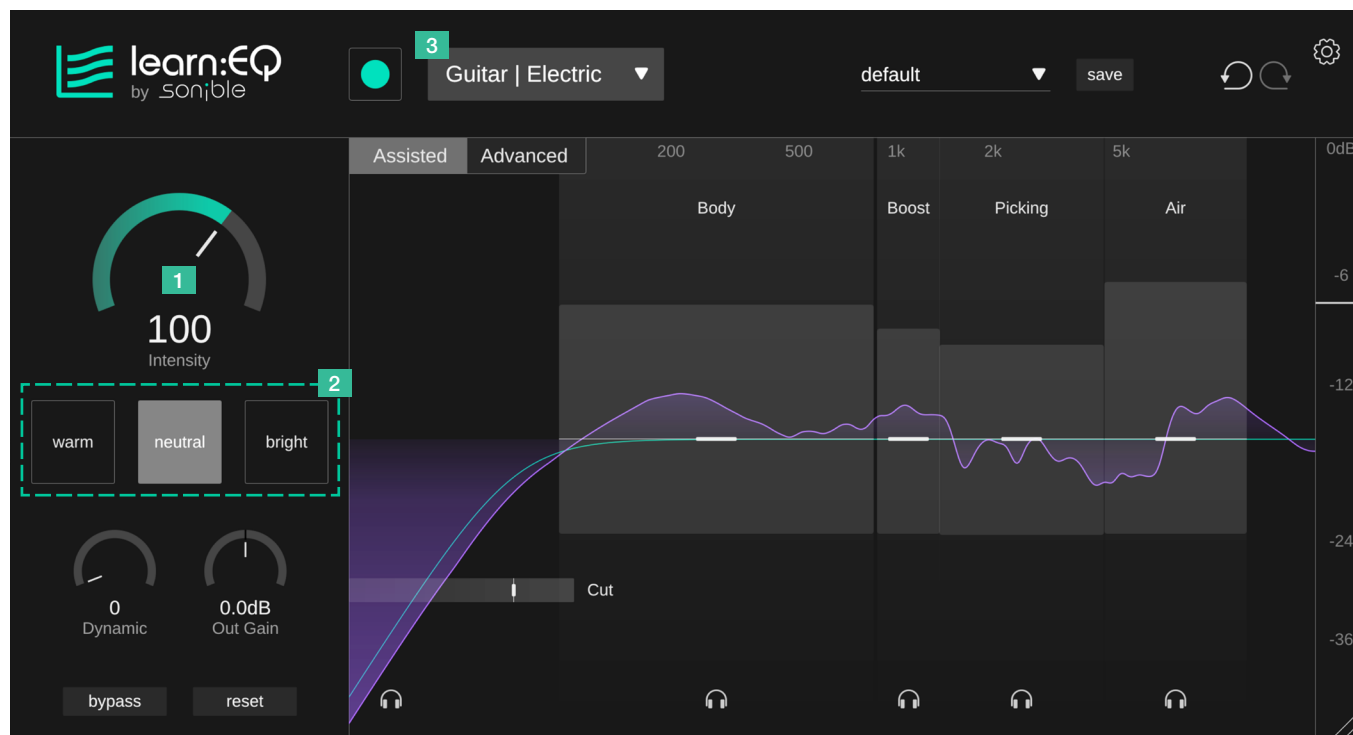 learn:EQ
by sonible
3
Guitar | Electric
default
save
Assisted
Advanced
200
500
1k
2k
5k
0dB
Body
Boost
Picking
Air
1
100
Intensity
-6
2
warm
neutral
bright
-12
-24
-36
0
Dynamic
0.0dB
Out Gain
Cut
bypass
reset